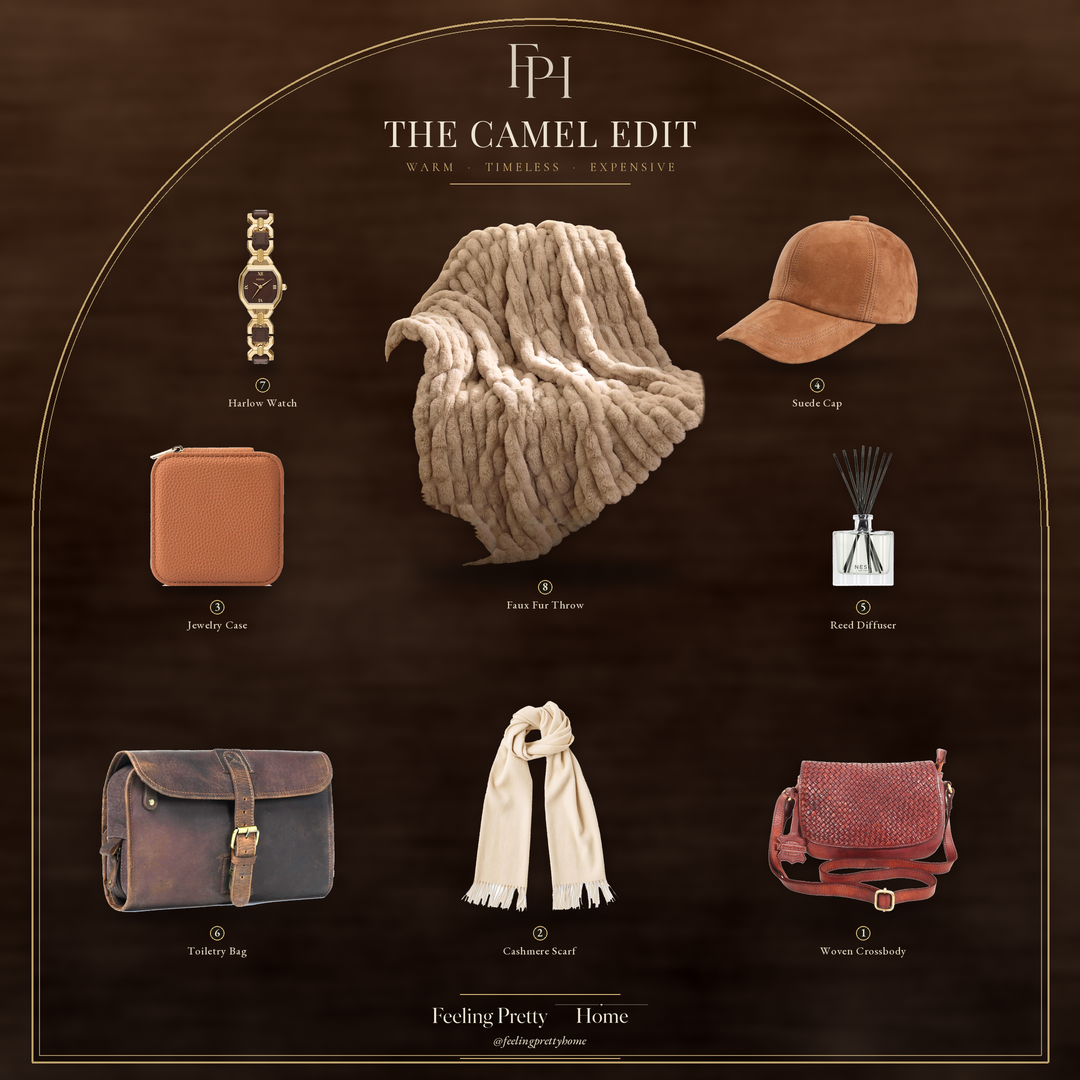 FPH
THE CAMEL EDIT
WARM · TIMELESS · EXPENSIVE
7
Harlow Watch
4
Suede Cap
3
Jewelry Case
8
Faux Fur Throw
NEST
5
Reed Diffuser
6
Toiletry Bag
2
Cashmere Scarf
1
Woven Crossbody
Feeling Pretty Home
@feelingprettyhome